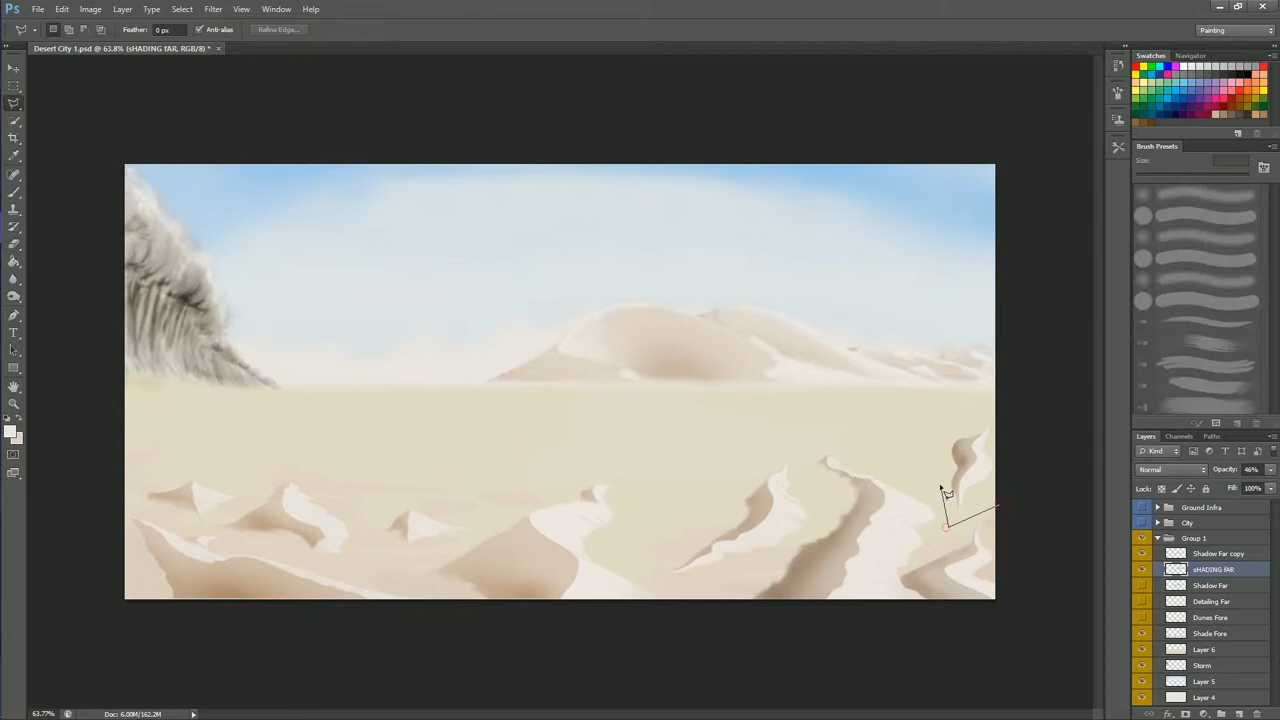 Ps File Edit Image Layer Type Select Filter View Window Help
Feather: 0 px Anti-alias Refine Edge... Painting
Desert City 1.psd @ 63.8% (sHADING fAR, RGB/8) *
Swatches Navigator
Brush Presets
Size:
Layers Channels Paths
Kind
Normal Opacity: 46%
Lock: Fill: 100%
Ground Infra
City
Group 1
Shadow Far copy
sHADING fAR
Shadow Far
Detailing Far
Dunes Fore
Shade Fore
Layer 6
Storm
Layer 5
Layer 4
63.77% Doc: 6.00M/162.2M